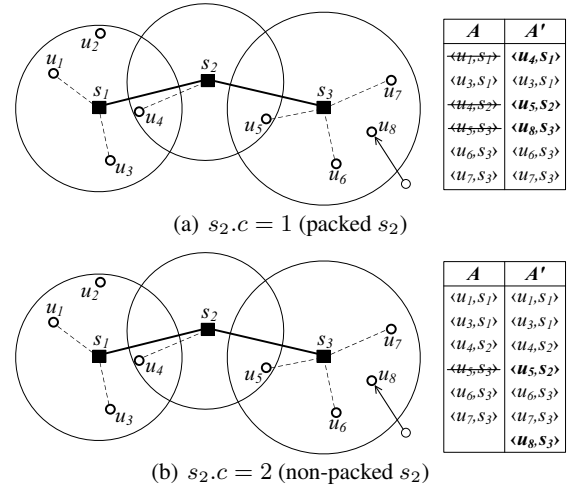 u₂
u₁
s₁
s₂
u₄
s₃
u₇
u₅
u₈
u₃
u₆
A A'
‹u₁,s₁› ‹u₄,s₁›
‹u₃,s₁› ‹u₃,s₁›
‹u₄,s₂› ‹u₅,s₂›
‹u₅,s₃› ‹u₈,s₃›
‹u₆,s₃› ‹u₆,s₃›
‹u₇,s₃› ‹u₇,s₃›
(a) s₂.c = 1 (packed s₂)
u₂
u₁
s₁
s₂
u₄
s₃
u₇
u₅
u₈
u₃
u₆
A A'
‹u₁,s₁› ‹u₁,s₁›
‹u₃,s₁› ‹u₃,s₁›
‹u₄,s₂› ‹u₄,s₂›
‹u₅,s₃› ‹u₅,s₂›
‹u₆,s₃› ‹u₆,s₃›
‹u₇,s₃› ‹u₇,s₃›
‹u₈,s₃›
(b) s₂.c = 2 (non-packed s₂)